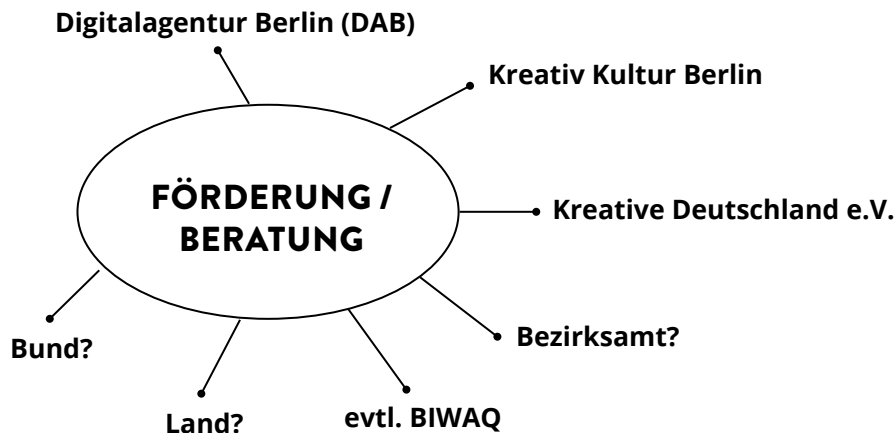 Digitalagentur Berlin (DAB)
Kreativ Kultur Berlin
FÖRDERUNG /
BERATUNG
Kreative Deutschland e.V.
Bezirksamt?
Bund?
Land?
evtl. BIWAQ